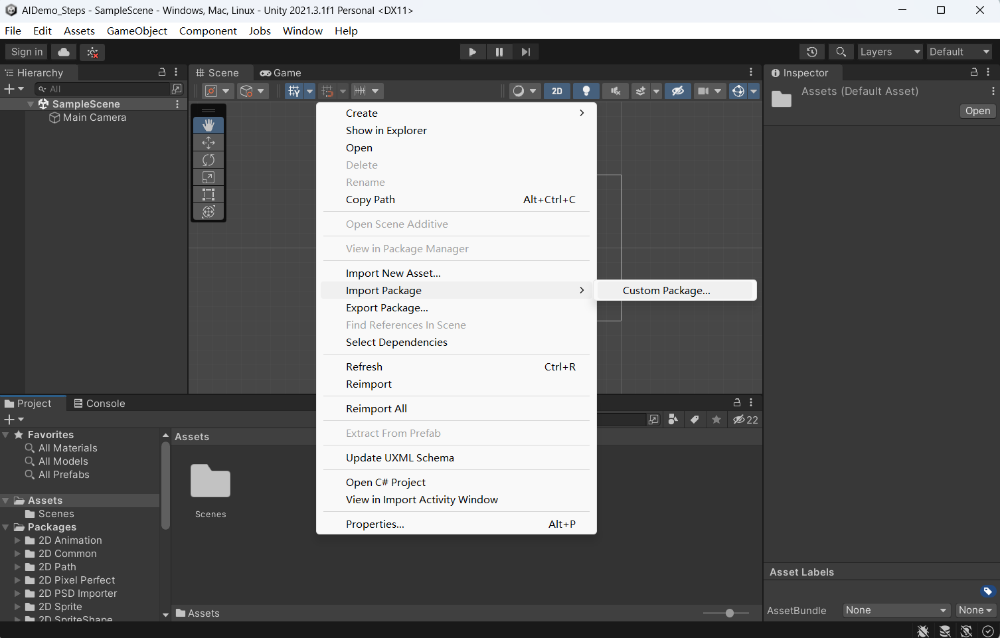 AIDemo_Steps - SampleScene - Windows, Mac, Linux - Unity 2021.3.1f1 Personal <DX11>
File Edit Assets GameObject Component Jobs Window Help
Sign in
Layers
Default
Hierarchy
Scene
Game
Inspector
All
2D
Assets (Default Asset)
Open
SampleScene
Main Camera
Create
Show in Explorer
Open
Delete
Rename
Copy Path Alt+Ctrl+C
Open Scene Additive
View in Package Manager
Import New Asset...
Import Package
Custom Package...
Export Package...
Find References In Scene
Select Dependencies
Refresh Ctrl+R
Reimport
Reimport All
Extract From Prefab
Update UXML Schema
Open C# Project
View in Import Activity Window
Properties... Alt+P
Project
Console
22
Favorites
All Materials
All Models
All Prefabs
Assets
Scenes
Packages
2D Animation
2D Common
2D Path
2D Pixel Perfect
2D PSD Importer
2D Sprite
2D SpriteShape
Assets
Scenes
Assets
Asset Labels
AssetBundle None None